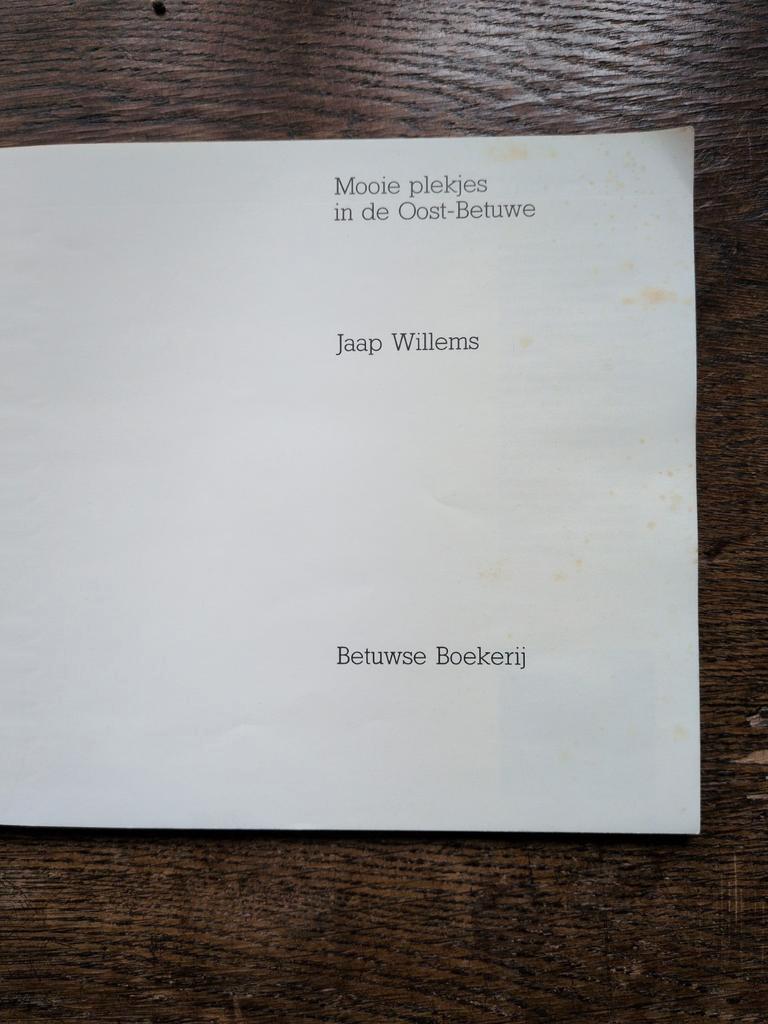 Mooie plekjes
in de Oost-Betuwe
Jaap Willems
Betuwse Boekerij